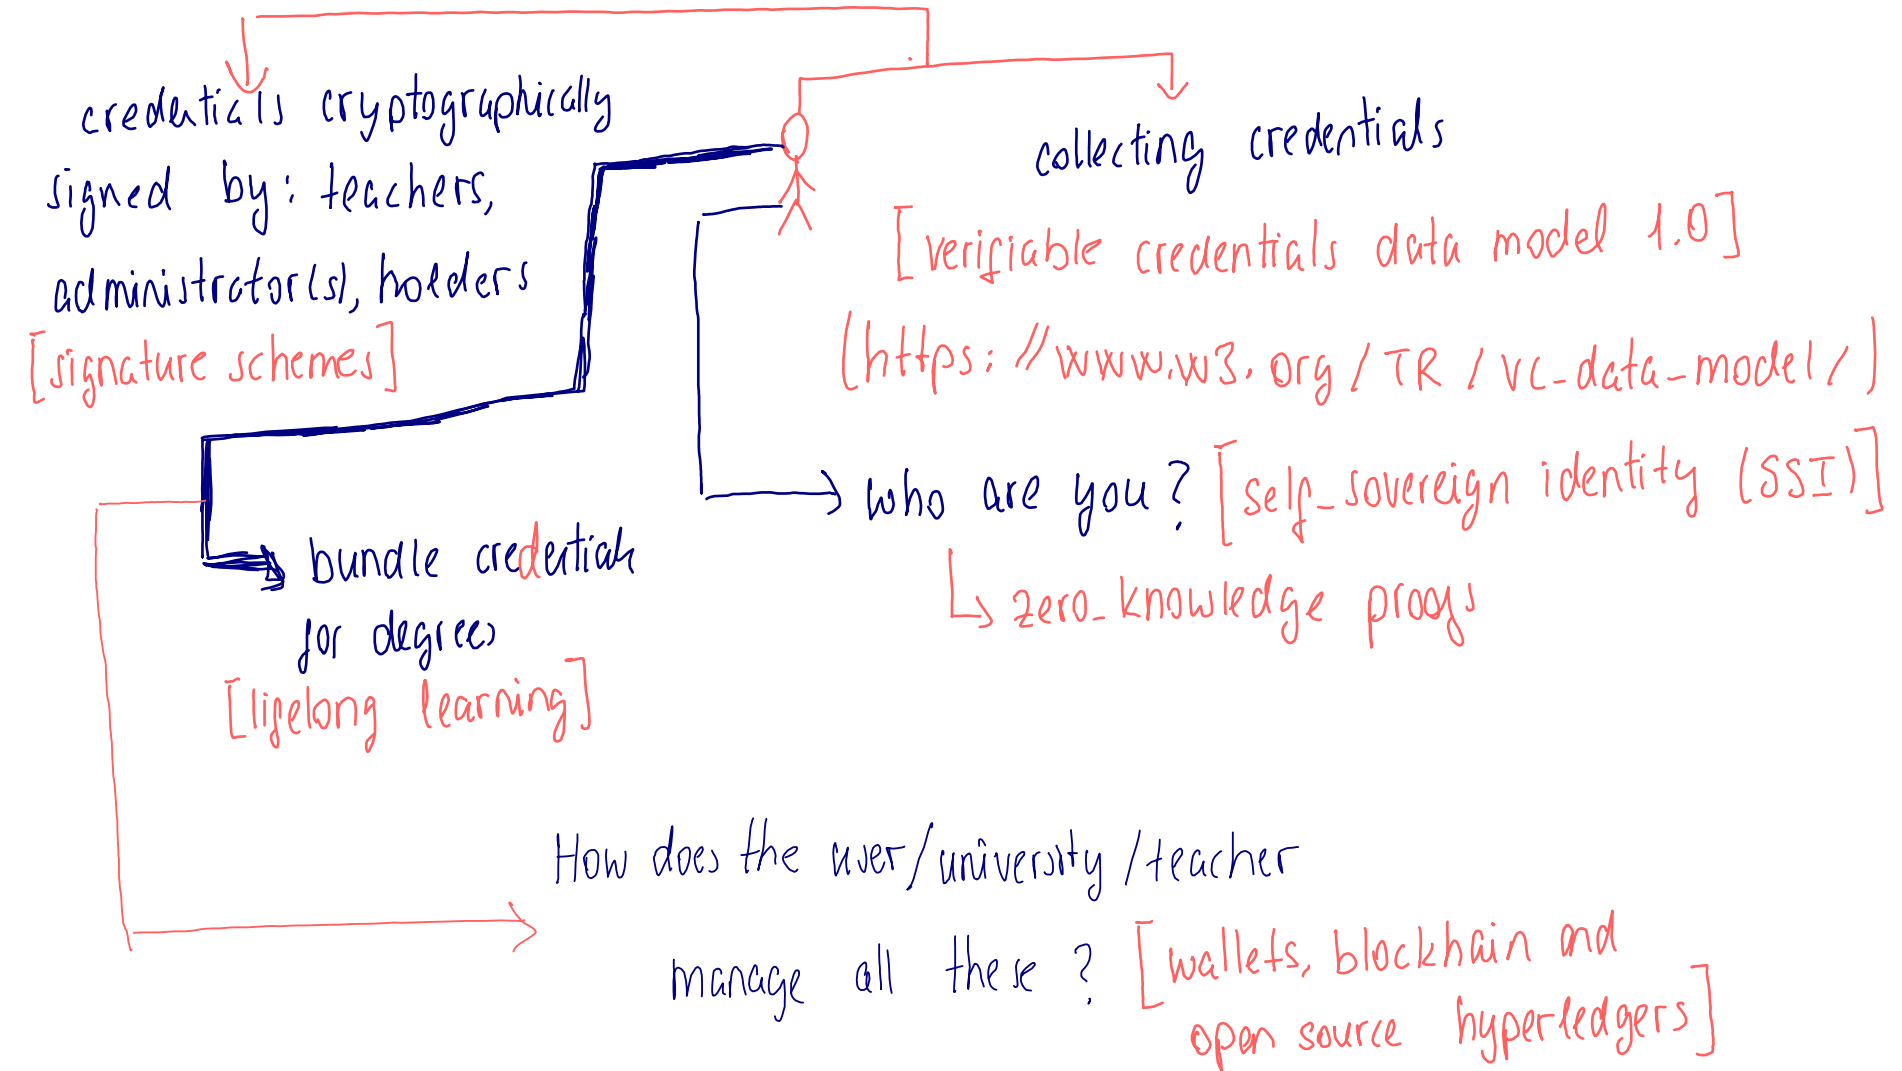 credentials cryptographically
signed by: teachers,
administrator(s), holders
[signature schemes]
collecting credentials
[verifiable credentials data model 1.0]
(https://www.w3.org/TR/vc-data-model/)
who are you? [self-sovereign identity (SSI)]
zero-knowledge proofs
bundle credentials
for degrees
[lifelong learning]
How does the user/university/teacher
manage all these? [wallets, blockhain and
open source hyperledgers]